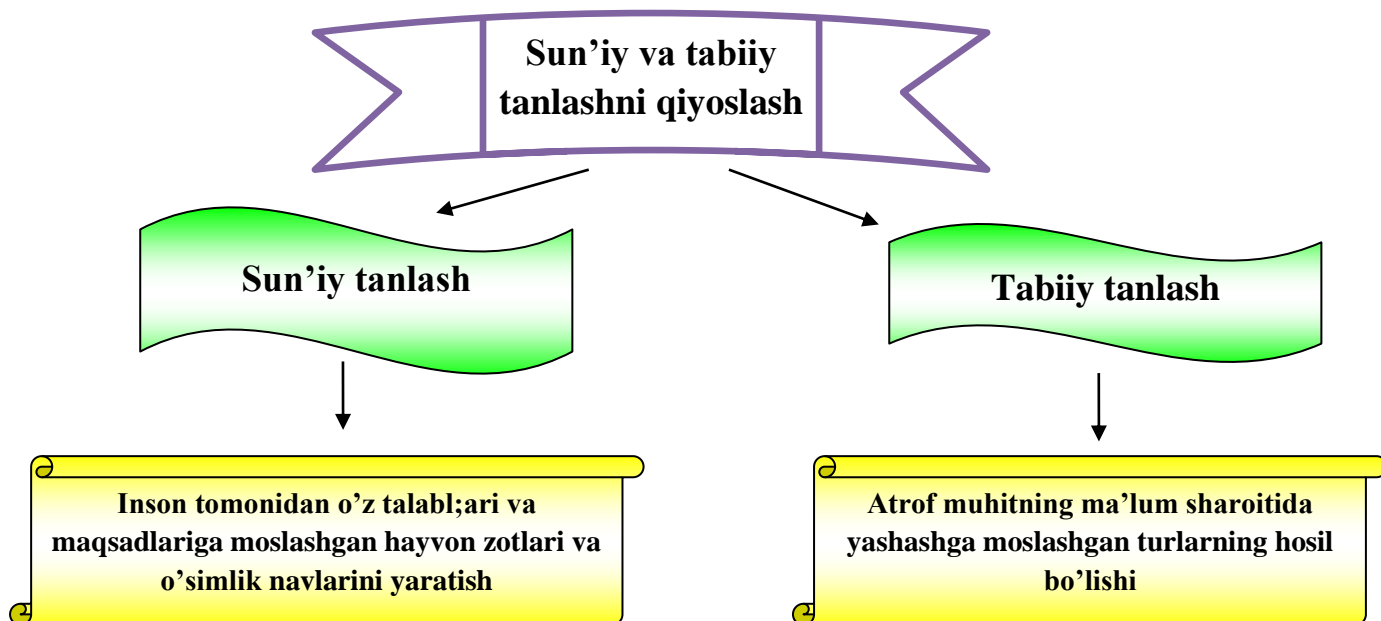 Sun’iy va tabiiy
tanlashni qiyoslash
Sun’iy tanlash
Tabiiy tanlash
Inson tomonidan o’z talabl;ari va
maqsadlariga moslashgan hayvon zotlari va
o’simlik navlarini yaratish
Atrof muhitning ma’lum sharoitida
yashashga moslashgan turlarning hosil
bo’lishi